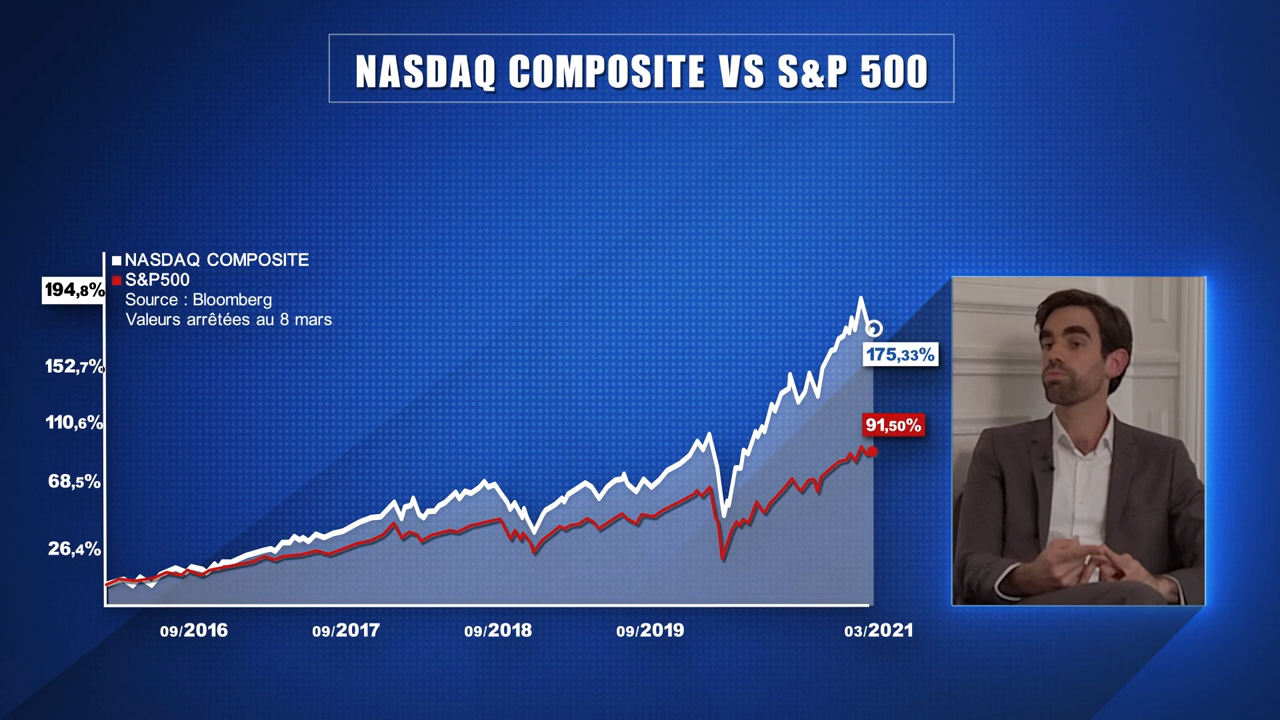 NASDAQ COMPOSITE VS S&P 500
NASDAQ COMPOSITE
S&P500
Source : Bloomberg
Valeurs arrêtées au 8 mars
194,8%
152,7%
110,6%
68,5%
26,4%
175,33%
91,50%
09/2016
09/2017
09/2018
09/2019
03/2021